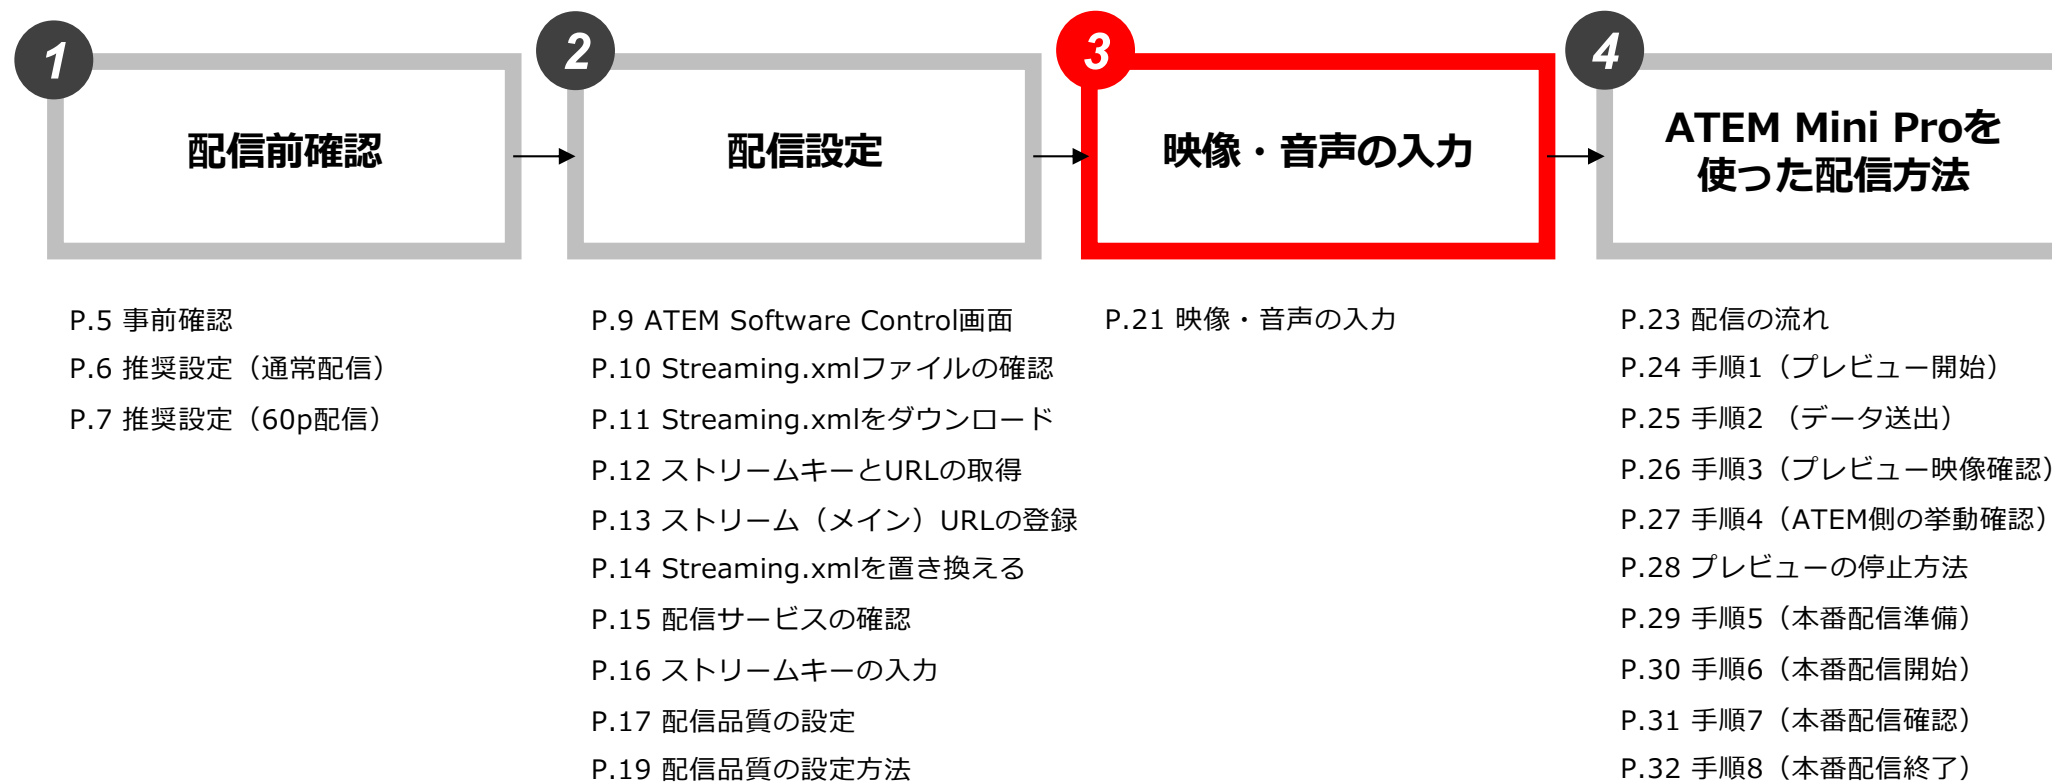 1
配信前確認
P.5 事前確認
P.6 推奨設定（通常配信）
P.7 推奨設定（60p配信）
2
配信設定
P.9 ATEM Software Control画面
P.10 Streaming.xmlファイルの確認
P.11 Streaming.xmlをダウンロード
P.12 ストリームキーとURLの取得
P.13 ストリーム（メイン）URLの登録
P.14 Streaming.xmlを置き換える
P.15 配信サービスの確認
P.16 ストリームキーの入力
P.17 配信品質の設定
P.19 配信品質の設定方法
3
映像・音声の入力
P.21 映像・音声の入力
4
ATEM Mini Proを
使った配信方法
P.23 配信の流れ
P.24 手順1（プレビュー開始）
P.25 手順2 （データ送出）
P.26 手順3（プレビュー映像確認）
P.27 手順4（ATEM側の挙動確認）
P.28 プレビューの停止方法
P.29 手順5（本番配信準備）
P.30 手順6（本番配信開始）
P.31 手順7（本番配信確認）
P.32 手順8（本番配信終了）